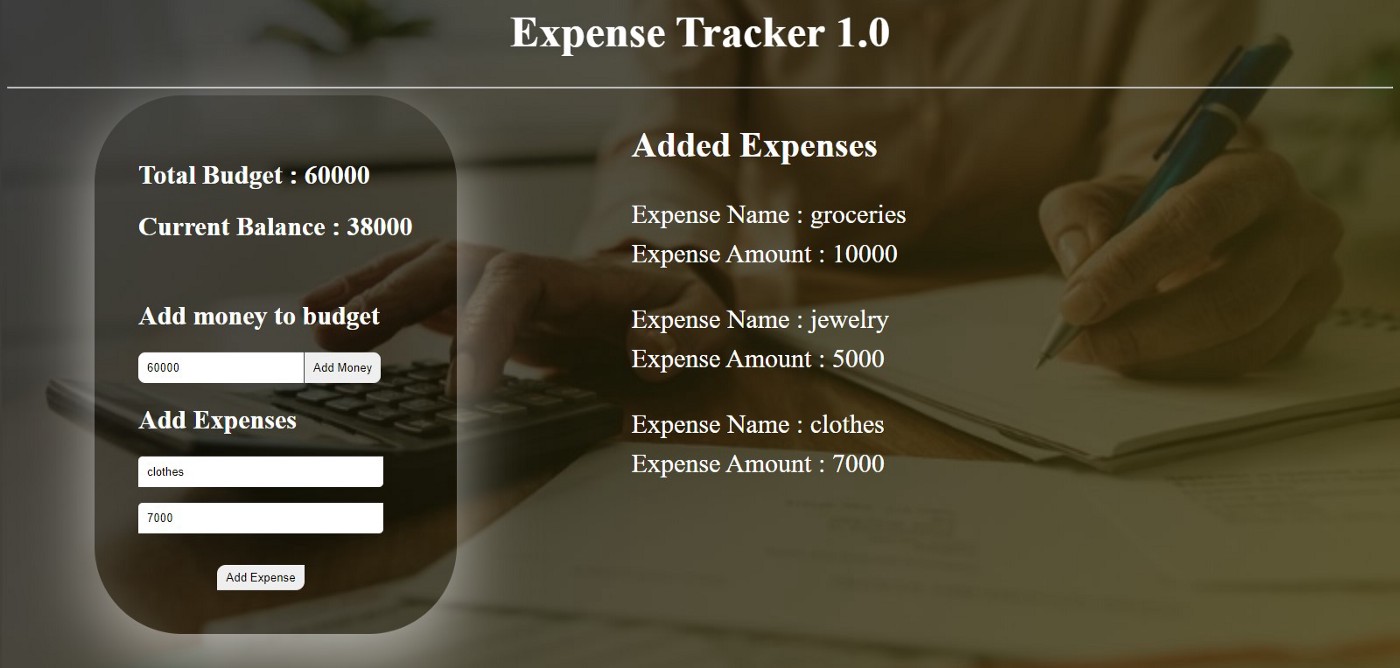 Expense Tracker 1.0
Total Budget : 60000
Current Balance : 38000
Add money to budget
60000
Add Money
Add Expenses
clothes
7000
Add Expense
Added Expenses
Expense Name : groceries
Expense Amount : 10000
Expense Name : jewelry
Expense Amount : 5000
Expense Name : clothes
Expense Amount : 7000